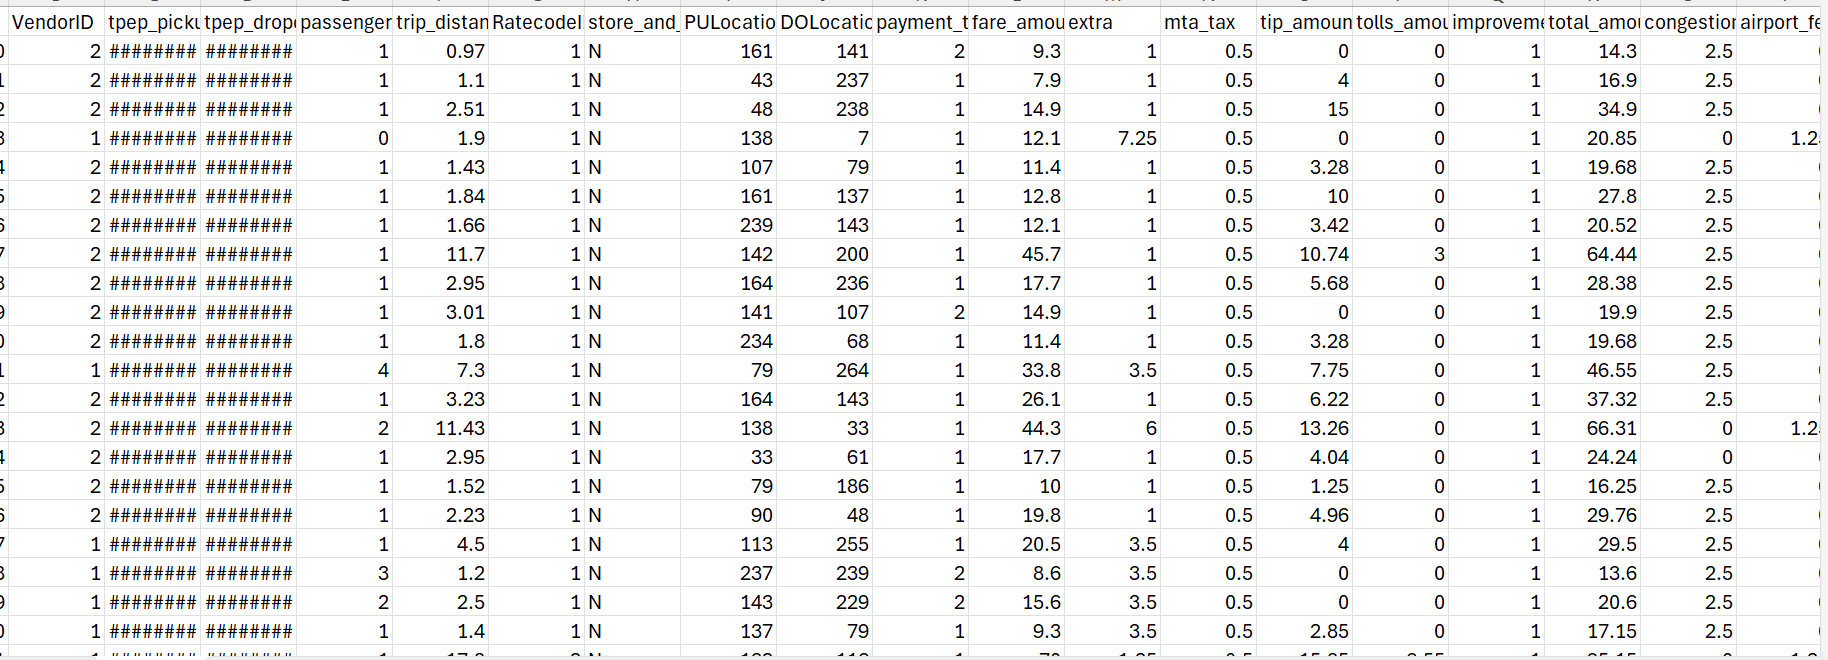 VendorID tpep_picku tpep_drop passenger trip_distan RatecodeI store_and_ PULocatio DOLocatic payment_t fare_amou extra mta_tax tip_amoun tolls_amou improveme total_amou congestion airport_fe
0 2 ######## ######## 1 0.97 1 N 161 141 2 9.3 1 0.5 0 0 1 14.3 2.5
1 2 ######## ######## 1 1.1 1 N 43 237 1 7.9 1 0.5 4 0 1 16.9 2.5
2 2 ######## ######## 1 2.51 1 N 48 238 1 14.9 1 0.5 15 0 1 34.9 2.5
3 1 ######## ######## 0 1.9 1 N 138 7 1 12.1 7.25 0.5 0 0 1 20.85 0 1.2
4 2 ######## ######## 1 1.43 1 N 107 79 1 11.4 1 0.5 3.28 0 1 19.68 2.5
5 2 ######## ######## 1 1.84 1 N 161 137 1 12.8 1 0.5 10 0 1 27.8 2.5
6 2 ######## ######## 1 1.66 1 N 239 143 1 12.1 1 0.5 3.42 0 1 20.52 2.5
7 2 ######## ######## 1 11.7 1 N 142 200 1 45.7 1 0.5 10.74 3 1 64.44 2.5
8 2 ######## ######## 1 2.95 1 N 164 236 1 17.7 1 0.5 5.68 0 1 28.38 2.5
9 2 ######## ######## 1 3.01 1 N 141 107 2 14.9 1 0.5 0 0 1 19.9 2.5
0 2 ######## ######## 1 1.8 1 N 234 68 1 11.4 1 0.5 3.28 0 1 19.68 2.5
1 1 ######## ######## 4 7.3 1 N 79 264 1 33.8 3.5 0.5 7.75 0 1 46.55 2.5
2 2 ######## ######## 1 3.23 1 N 164 143 1 26.1 1 0.5 6.22 0 1 37.32 2.5
3 2 ######## ######## 2 11.43 1 N 138 33 1 44.3 6 0.5 13.26 0 1 66.31 0 1.2
4 2 ######## ######## 1 2.95 1 N 33 61 1 17.7 1 0.5 4.04 0 1 24.24 0
5 2 ######## ######## 1 1.52 1 N 79 186 1 10 1 0.5 1.25 0 1 16.25 2.5
6 2 ######## ######## 1 2.23 1 N 90 48 1 19.8 1 0.5 4.96 0 1 29.76 2.5
7 1 ######## ######## 1 4.5 1 N 113 255 1 20.5 3.5 0.5 4 0 1 29.5 2.5
8 1 ######## ######## 3 1.2 1 N 237 239 2 8.6 3.5 0.5 0 0 1 13.6 2.5
9 1 ######## ######## 2 2.5 1 N 143 229 2 15.6 3.5 0.5 0 0 1 20.6 2.5
0 1 ######## ######## 1 1.4 1 N 137 79 1 9.3 3.5 0.5 2.85 0 1 17.15 2.5